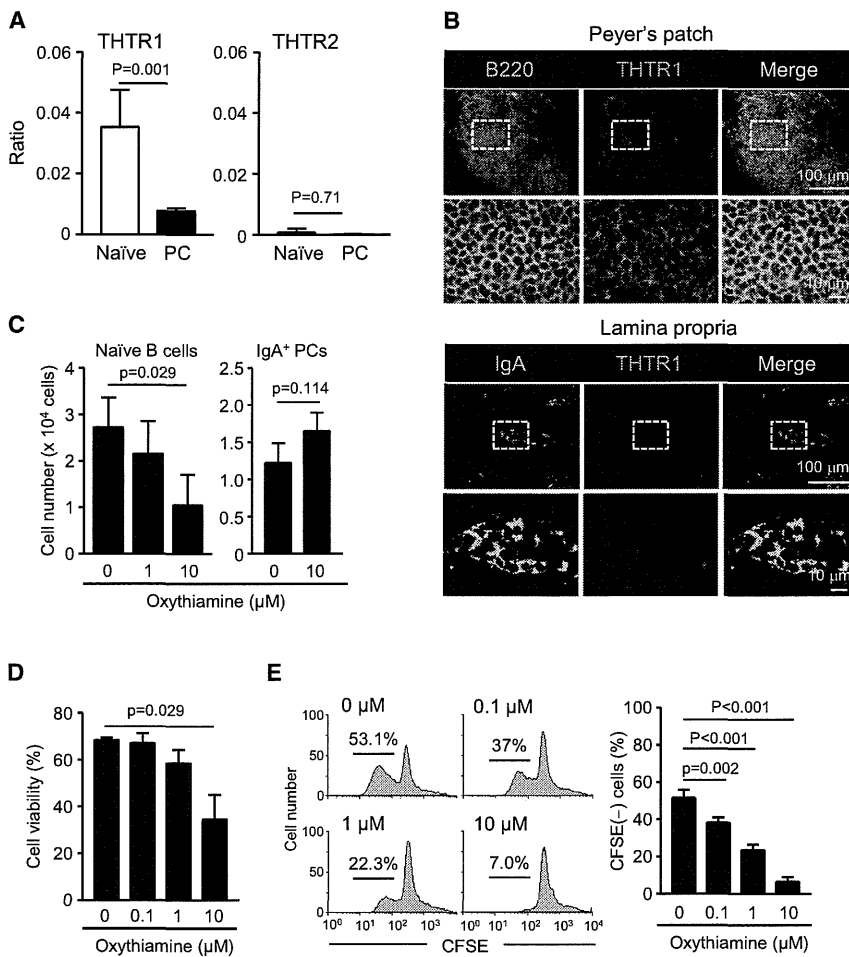 A
THTR1
P=0.001
Ratio
0.06
0.04
0.02
0
Naïve PC
THTR2
0.06
0.04
0.02
0
P=0.71
Naïve PC
B
Peyer's patch
B220 THTR1 Merge
100 µm
10 µm
Lamina propria
IgA THTR1 Merge
100 µm
10 µm
C
Naïve B cells
p=0.029
Cell number (x 10⁴ cells)
4
3
2
1
0
0 1 10
IgA⁺ PCs
p=0.114
2.5
2.0
1.5
1.0
0.5
0
0 10
Oxythiamine (µM)
D
p=0.029
Cell viability (%)
80
60
40
20
0
0 0.1 1 10
Oxythiamine (µM)
E
Cell number
0 µM
53.1%
0.1 µM
37%
100
50
0
1 µM
22.3%
10 µM
7.0%
100
50
0
10⁰ 10¹ 10² 10³
10⁰ 10¹ 10² 10³ 10⁴
CFSE
P<0.001
P<0.001
p=0.002
CFSE(−) cells (%)
100
80
60
40
20
0
0 0.1 1 10
Oxythiamine (µM)